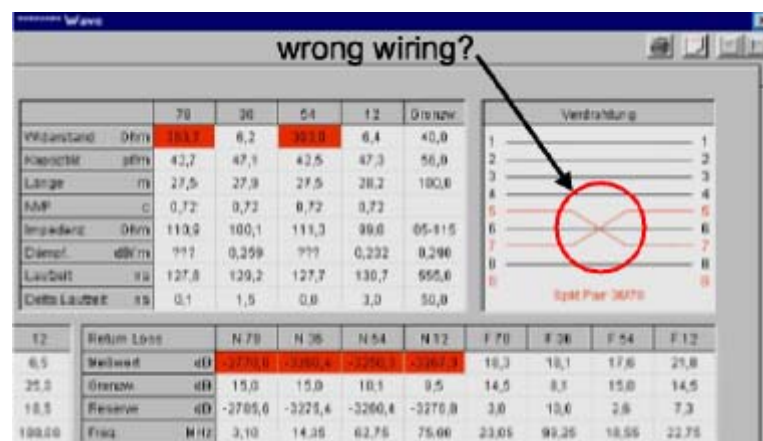 ******** Wave
wrong wiring?
78 36 54 12 Grenzw.
Widerstand Ohm 6,2 6,4 40,0
Kapazität pF/m 42,7 47,1 42,5 47,3 56,0
Länge m 27,5 27,9 27,5 28,2 100,0
NVP c 0,72 0,72 0,72 0,72
Impedanz Ohm 110,9 100,1 111,3 99,0 85-115
Dämpf. dB/m ??? 0,259 ??? 0,232 0,290
Laufzeit ns 127,8 129,2 127,7 130,7 555,0
Delta Laufzeit ns 0,1 1,5 0,0 3,0 50,0
Verdrahtung
1 1
2 2
3 3
4 4
5 5
6 6
7 7
8 8
Split Pair
12 Return Loss N 78 N 36 N 54 N 12 F 78 F 36 F 54 F 12
6,5 Meßwert dB 18,3 18,1 17,6 21,8
25,0 Grenzw. dB 15,0 15,0 10,1 9,5 14,5 8,1 15,0 14,5
18,5 Reserve dB -3275,4 3,8 10,0 2,6 7,3
100,00 Freq. MHz 3,10 14,35 62,75 75,00 23,05 93,25 18,55 22,75